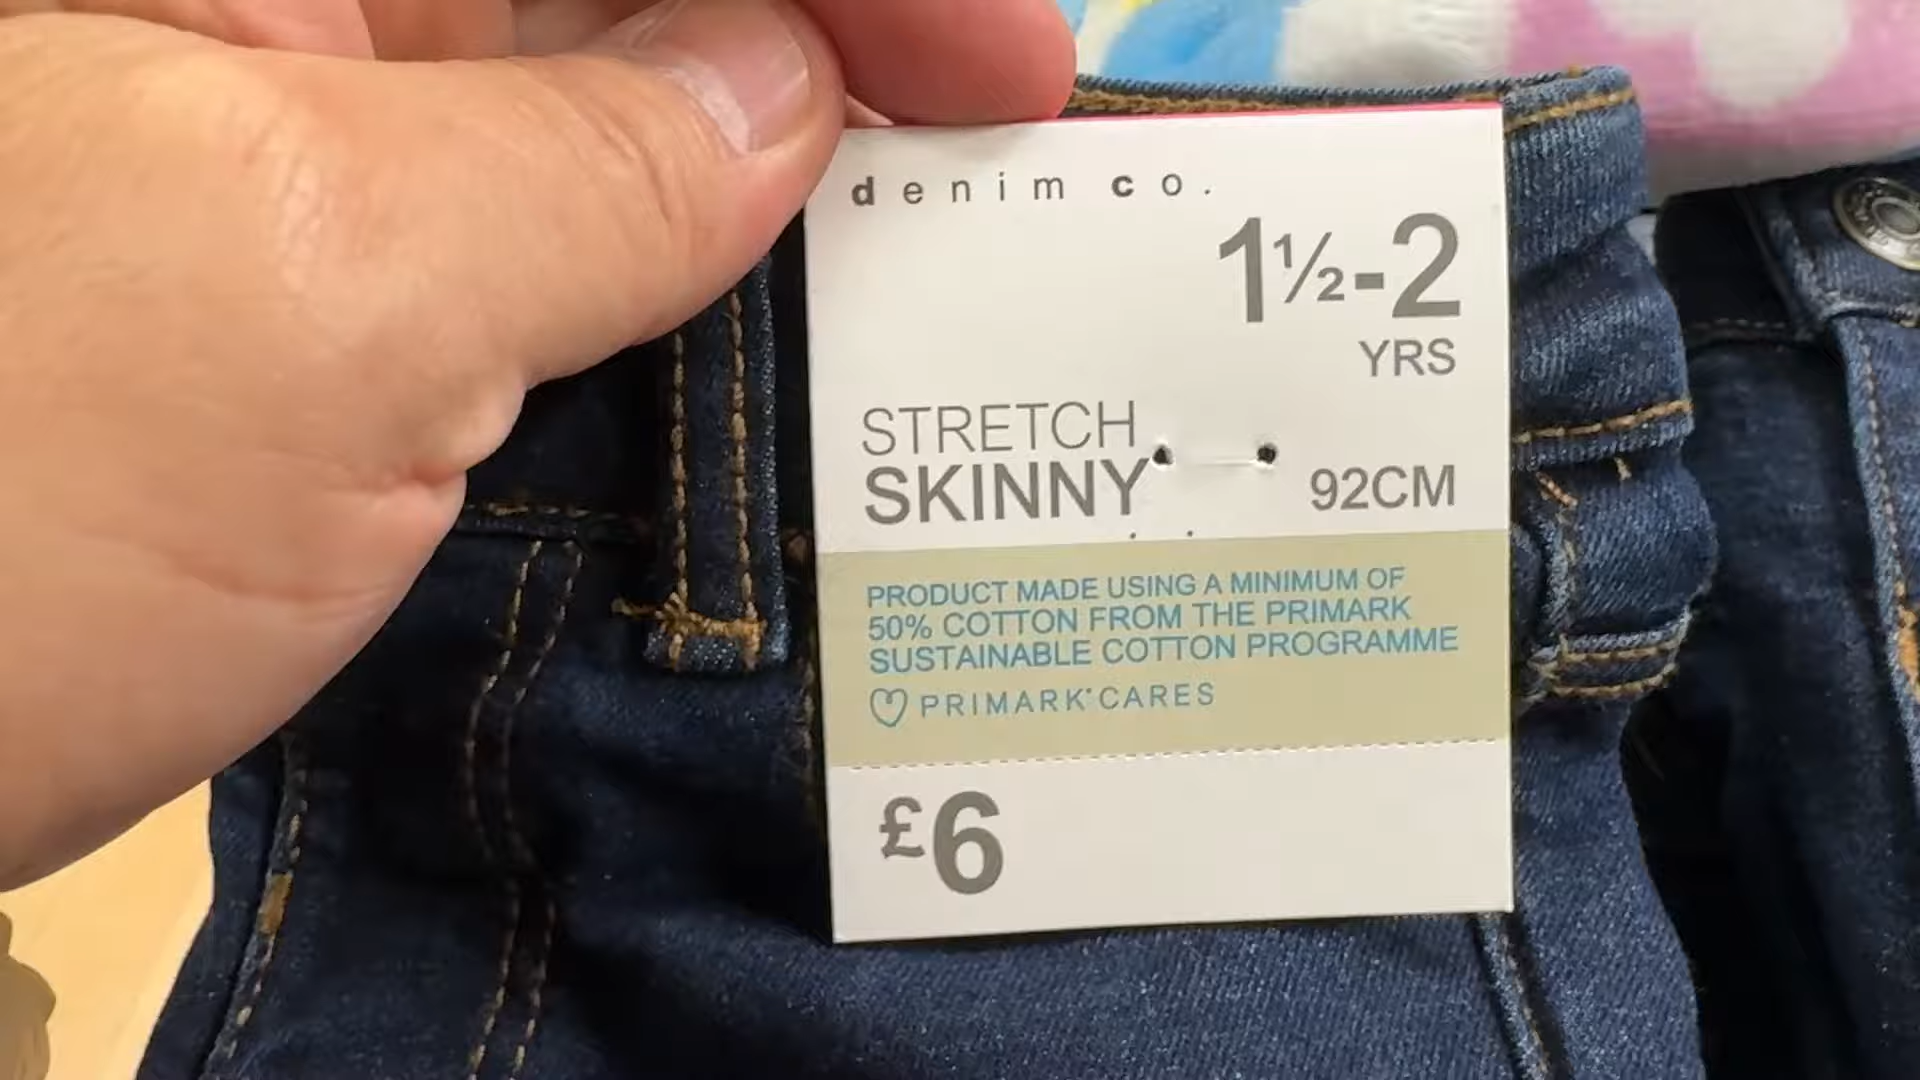 denim co.
1½-2
YRS
STRETCH
SKINNY
92CM
PRODUCT MADE USING A MINIMUM OF
50% COTTON FROM THE PRIMARK
SUSTAINABLE COTTON PROGRAMME
PRIMARK CARES
£6